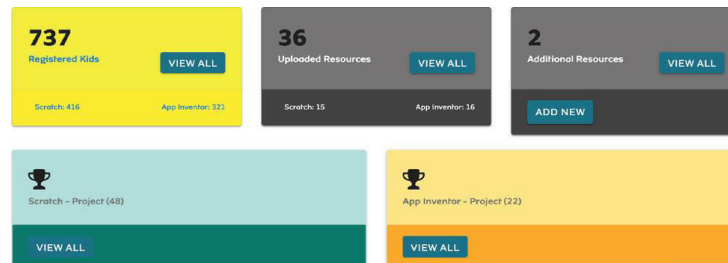 737
Registered Kids
VIEW ALL
Scratch: 416
App Inventor: 321
36
Uploaded Resources
VIEW ALL
Scratch: 15
App Inventor: 16
2
Additional Resources
VIEW ALL
ADD NEW
Scratch - Project (48)
VIEW ALL
App Inventor - Project (22)
VIEW ALL